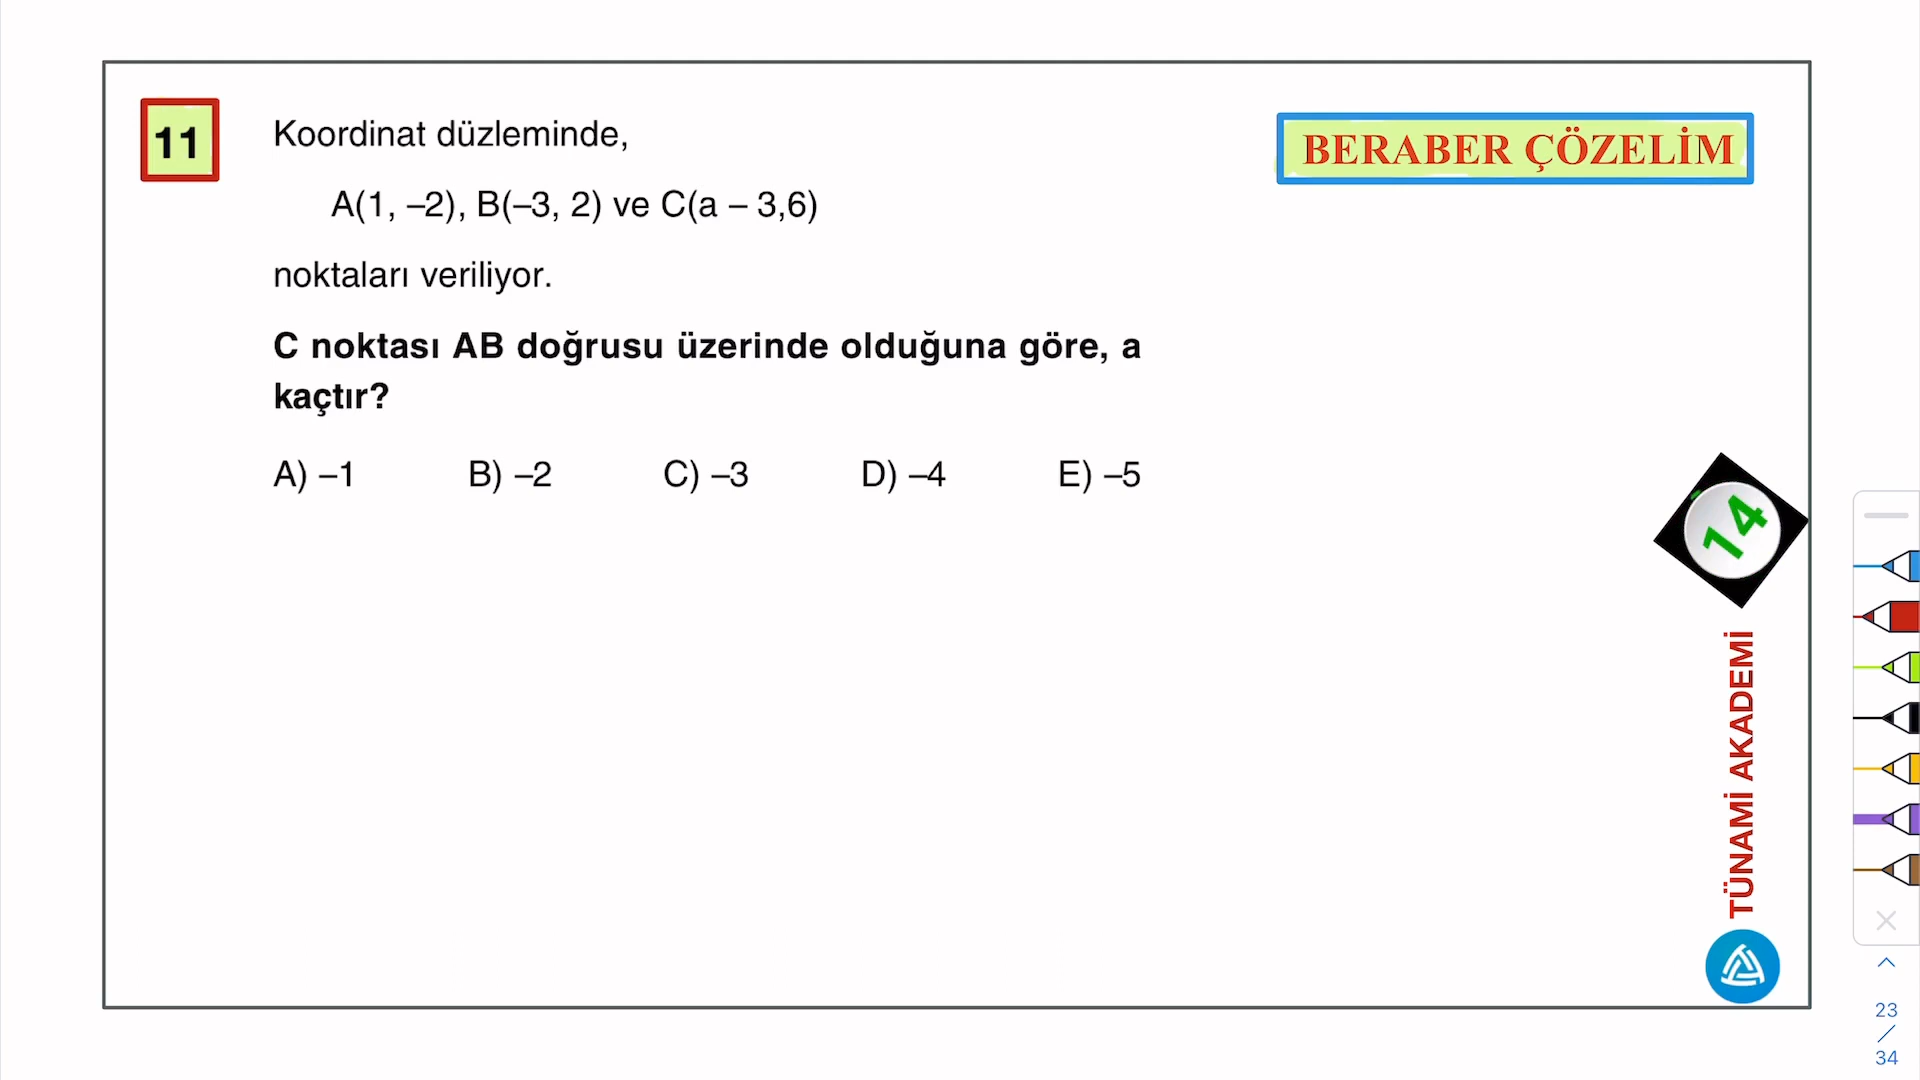 11
Koordinat düzleminde,
BERABER ÇÖZELİM
A(1, –2), B(–3, 2) ve C(a – 3,6)
noktaları veriliyor.
C noktası AB doğrusu üzerinde olduğuna göre, a
kaçtır?
A) –1 B) –2 C) –3 D) –4 E) –5
14
TÜNAMİ AKADEMİ
23
34